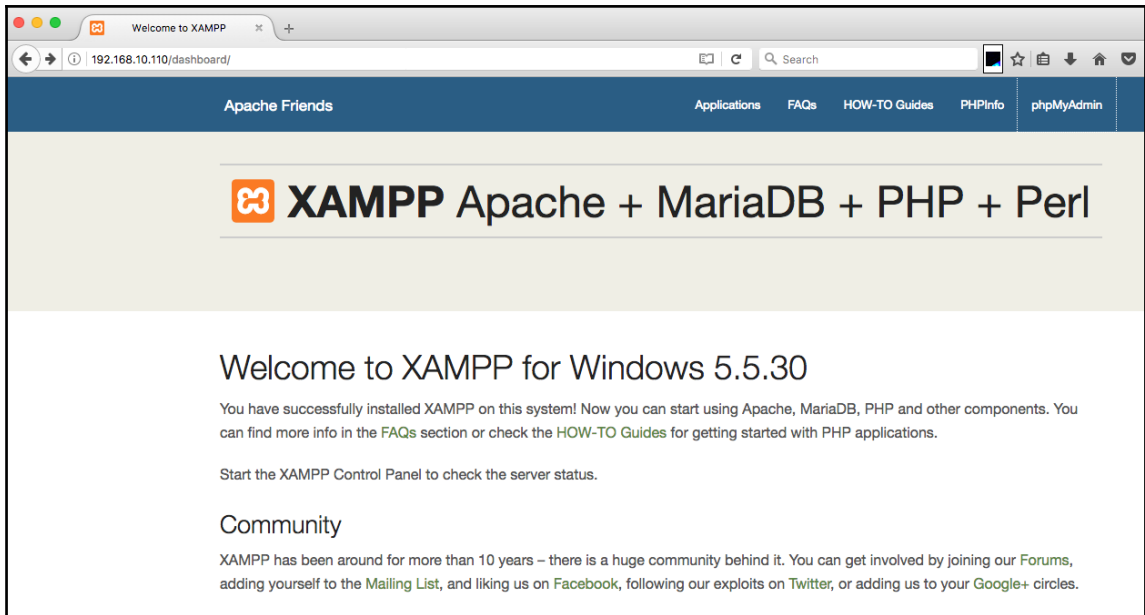 Welcome to XAMPP
192.168.10.110/dashboard/
Search
Apache Friends
Applications FAQs HOW-TO Guides PHPInfo phpMyAdmin
XAMPP Apache + MariaDB + PHP + Perl
Welcome to XAMPP for Windows 5.5.30
You have successfully installed XAMPP on this system! Now you can start using Apache, MariaDB, PHP and other components. You
can find more info in the FAQs section or check the HOW-TO Guides for getting started with PHP applications.
Start the XAMPP Control Panel to check the server status.
Community
XAMPP has been around for more than 10 years – there is a huge community behind it. You can get involved by joining our Forums,
adding yourself to the Mailing List, and liking us on Facebook, following our exploits on Twitter, or adding us to your Google+ circles.